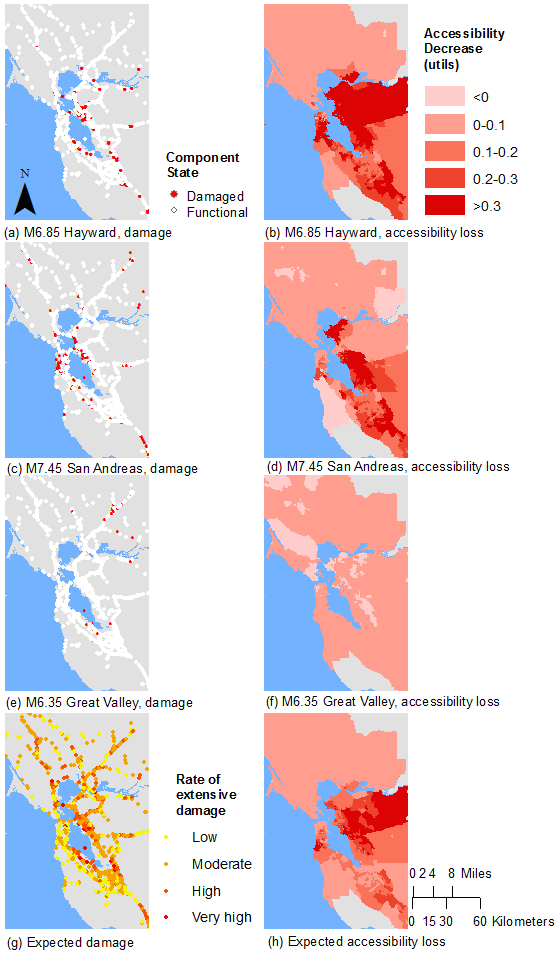 Accessibility
Decrease
(utils)
<0
0-0.1
0.1-0.2
0.2-0.3
>0.3
N
Component
State
Damaged
Functional
(a) M6.85 Hayward, damage
(b) M6.85 Hayward, accessibility loss
(c) M7.45 San Andreas, damage
(d) M7.45 San Andreas, accessibility loss
(e) M6.35 Great Valley, damage
(f) M6.35 Great Valley, accessibility loss
Rate of
extensive
damage
Low
Moderate
High
Very high
0 2 4 8 Miles
0 15 30 60 Kilometers
(g) Expected damage
(h) Expected accessibility loss